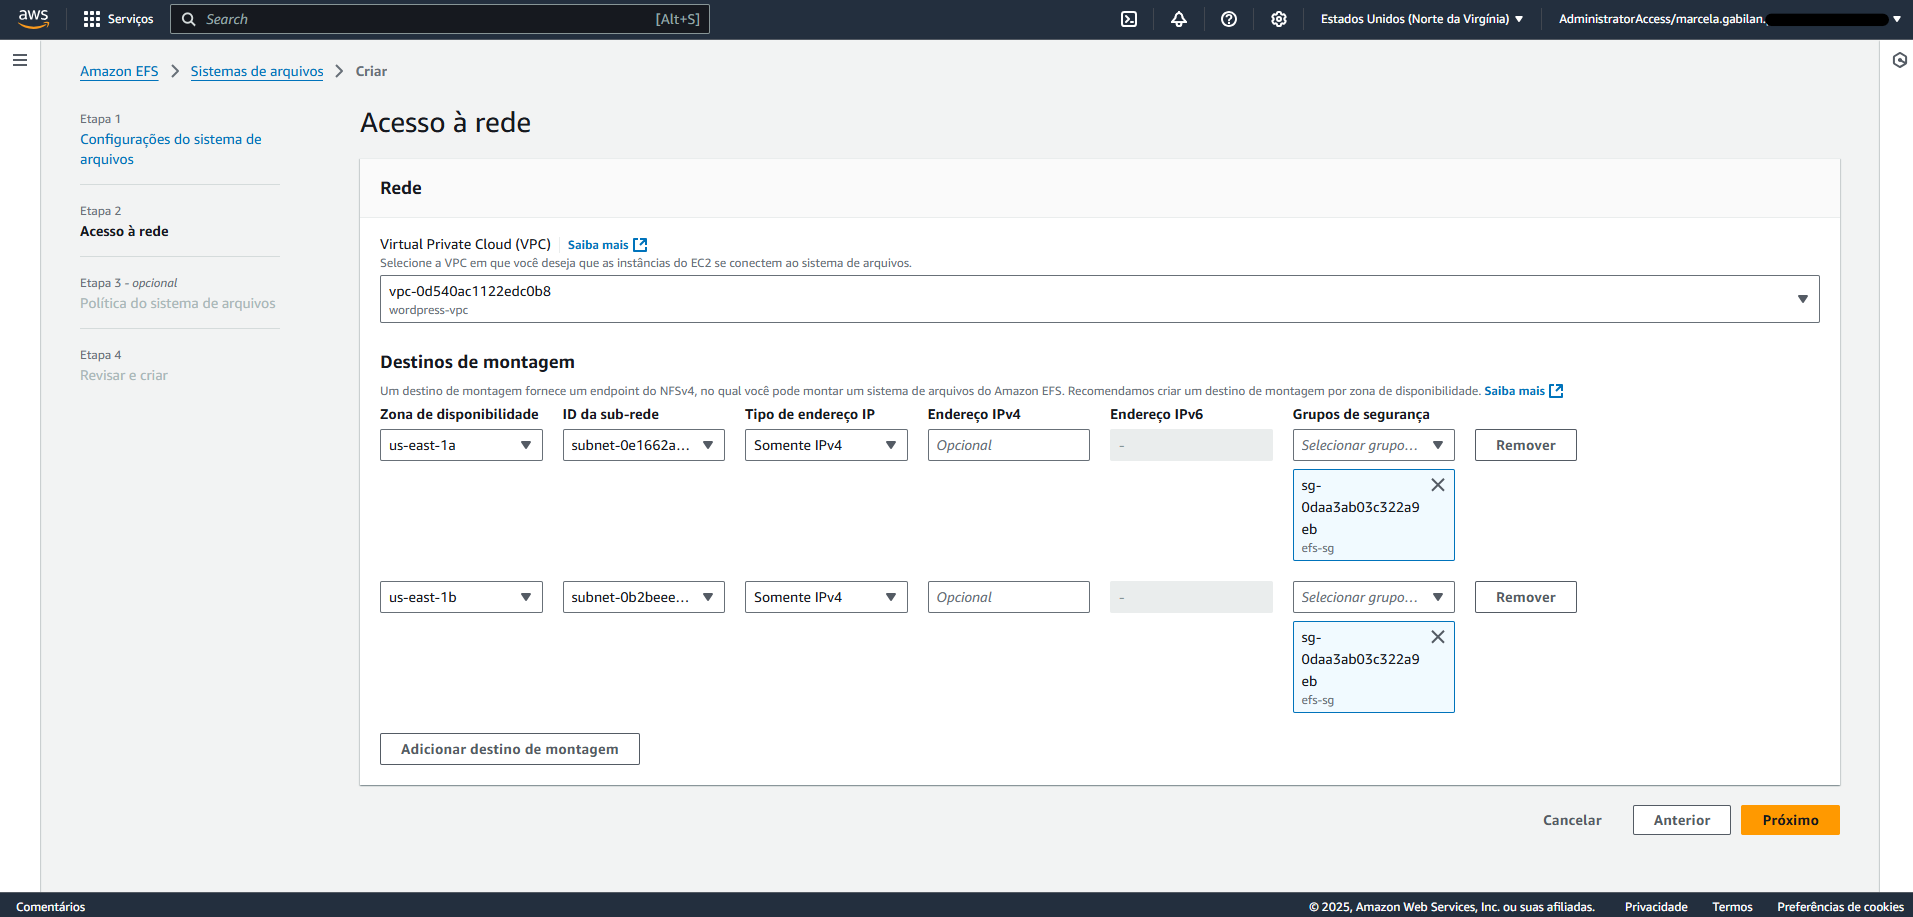 aws
Serviços
Search
[Alt+S]
Estados Unidos (Norte da Virgínia)
AdministratorAccess/marcela.gabilan.
Amazon EFS
Sistemas de arquivos
Criar
Etapa 1
Configurações do sistema de
arquivos
Etapa 2
Acesso à rede
Etapa 3 - opcional
Política do sistema de arquivos
Etapa 4
Revisar e criar
Acesso à rede
Rede
Virtual Private Cloud (VPC)
Saiba mais
Selecione a VPC em que você deseja que as instâncias do EC2 se conectem ao sistema de arquivos.
vpc-0d540ac1122edc0b8
wordpress-vpc
Destinos de montagem
Um destino de montagem fornece um endpoint do NFSv4, no qual você pode montar um sistema de arquivos do Amazon EFS. Recomendamos criar um destino de montagem por zona de disponibilidade. Saiba mais
Zona de disponibilidade
ID da sub-rede
Tipo de endereço IP
Endereço IPv4
Endereço IPv6
Grupos de segurança
us-east-1a
subnet-0e1662a...
Somente IPv4
Opcional
-
Selecionar grupo...
Remover
sg-
0daa3ab03c322a9
eb
efs-sg
us-east-1b
subnet-0b2beee...
Somente IPv4
Opcional
-
Selecionar grupo...
Remover
sg-
0daa3ab03c322a9
eb
efs-sg
Adicionar destino de montagem
Cancelar
Anterior
Próximo
Comentários
© 2025, Amazon Web Services, Inc. ou suas afiliadas.
Privacidade
Termos
Preferências de cookies